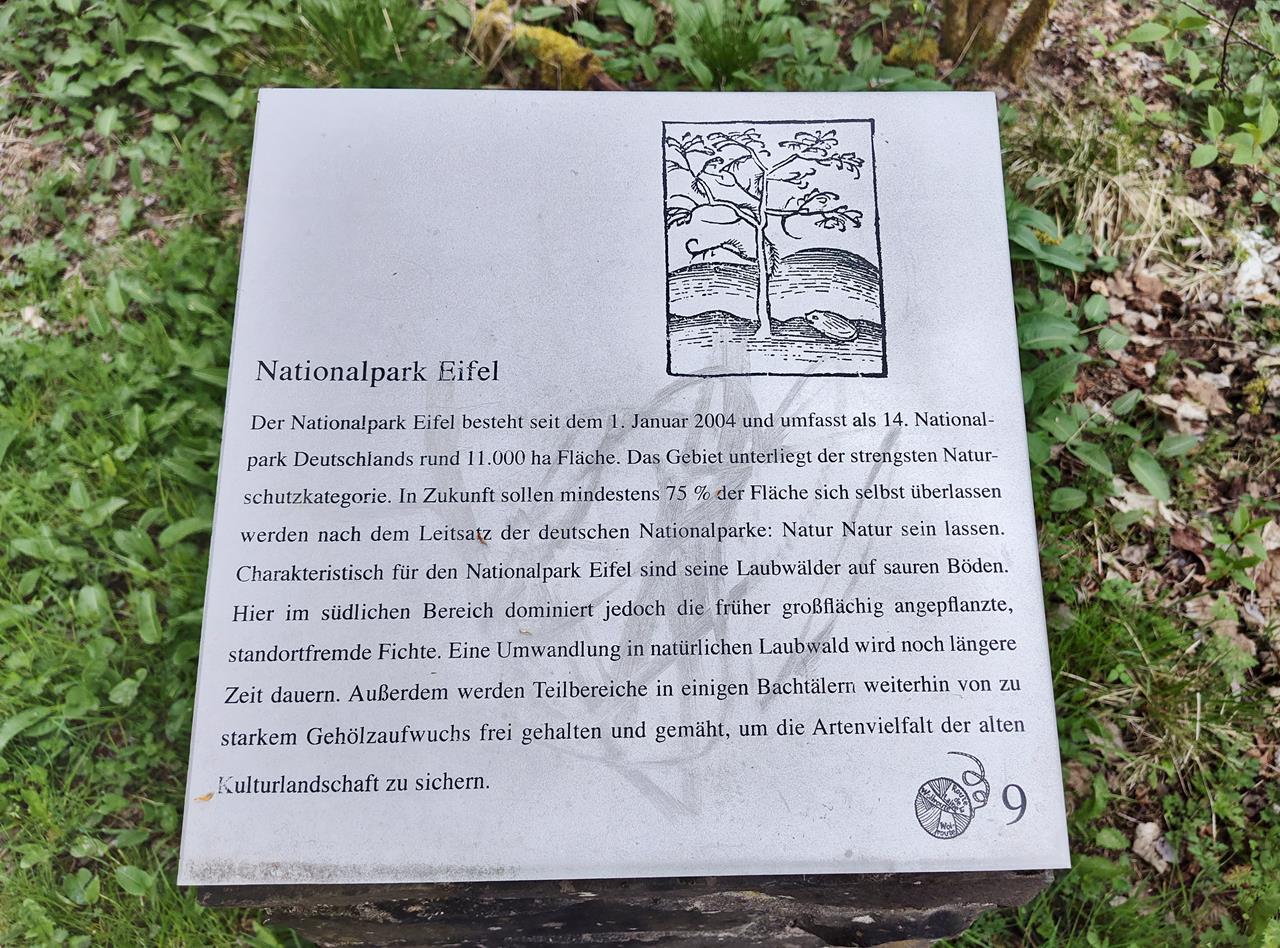 Nationalpark Eifel
Der Nationalpark Eifel besteht seit dem 1. Januar 2004 und umfasst als 14. National-
park Deutschlands rund 11.000 ha Fläche. Das Gebiet unterliegt der strengsten Natur-
schutzkategorie. In Zukunft sollen mindestens 75 % der Fläche sich selbst überlassen
werden nach dem Leitsatz der deutschen Nationalparke: Natur Natur sein lassen.
Charakteristisch für den Nationalpark Eifel sind seine Laubwälder auf sauren Böden.
Hier im südlichen Bereich dominiert jedoch die früher großflächig angepflanzte,
standortfremde Fichte. Eine Umwandlung in natürlichen Laubwald wird noch längere
Zeit dauern. Außerdem werden Teilbereiche in einigen Bachtälern weiterhin von zu
starkem Gehölzaufwuchs frei gehalten und gemäht, um die Artenvielfalt der alten
Kulturlandschaft zu sichern.
9